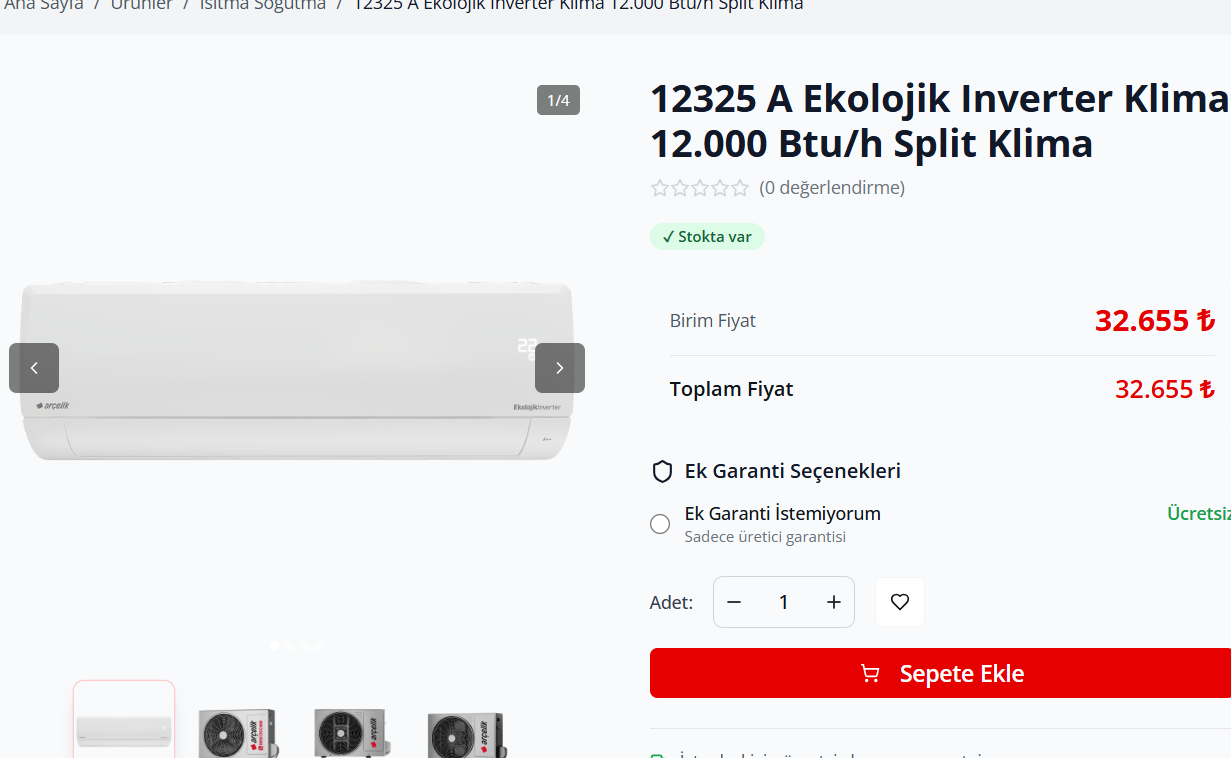 Ana Sayfa / Ürünler / Isıtma Soğutma / 12325 A Ekolojik Inverter Klima 12.000 Btu/h Split Klima
1/4
12325 A Ekolojik Inverter Klima
12.000 Btu/h Split Klima
(0 değerlendirme)
✓ Stokta var
Birim Fiyat
32.655 ₺
Toplam Fiyat
32.655 ₺
22
arçelik
EkolojikInverter
Ek Garanti Seçenekleri
Ek Garanti İstemiyorum
Ücretsiz
Sadece üretici garantisi
Adet:
1
Sepete Ekle
arçelik
arçelik
arçelik